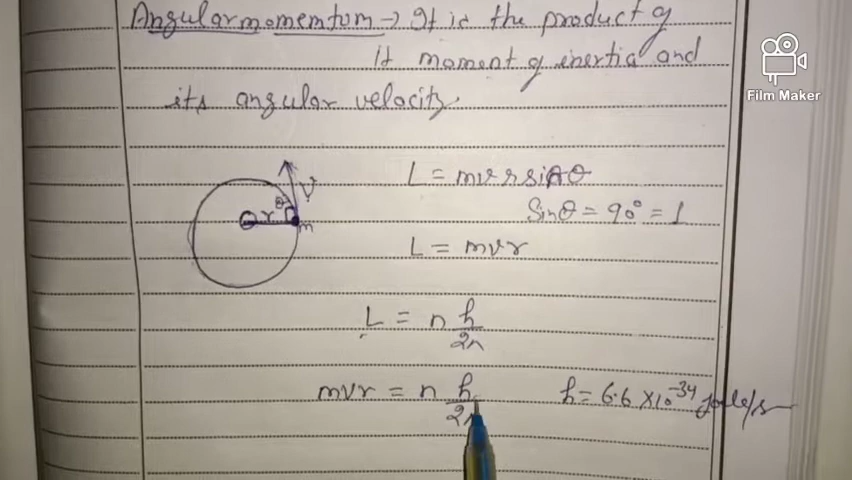 Angular momentum → It is the product of
it moment of inertia and
its angular velocity.
Film Maker
L = mvr sinθ
Sinθ = 90° = 1
V
θ
r
m
L = mvr
L = n h/2π
mvr = n h/2π
h = 6.6 × 10⁻³⁴ Joule/s